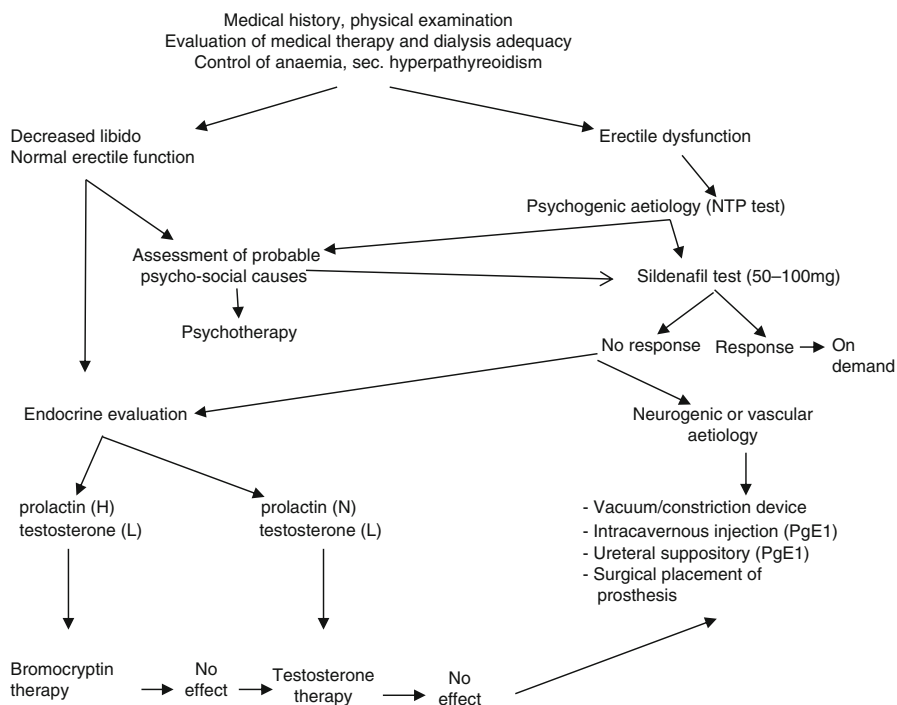 Medical history, physical examination
Evaluation of medical therapy and dialysis adequacy
Control of anaemia, sec. hyperpathyreoidism
Decreased libido
Normal erectile function
Erectile dysfunction
Psychogenic aetiology (NTP test)
Assessment of probable
psycho-social causes
Sildenafil test (50–100mg)
Psychotherapy
No response
Response
On
demand
Endocrine evaluation
Neurogenic or vascular
aetiology
prolactin (H)
testosterone (L)
prolactin (N)
testosterone (L)
- Vacuum/constriction device
- Intracavernous injection (PgE1)
- Ureteral suppository (PgE1)
- Surgical placement of
prosthesis
Bromocryptin
therapy
No
effect
Testosterone
therapy
No
effect